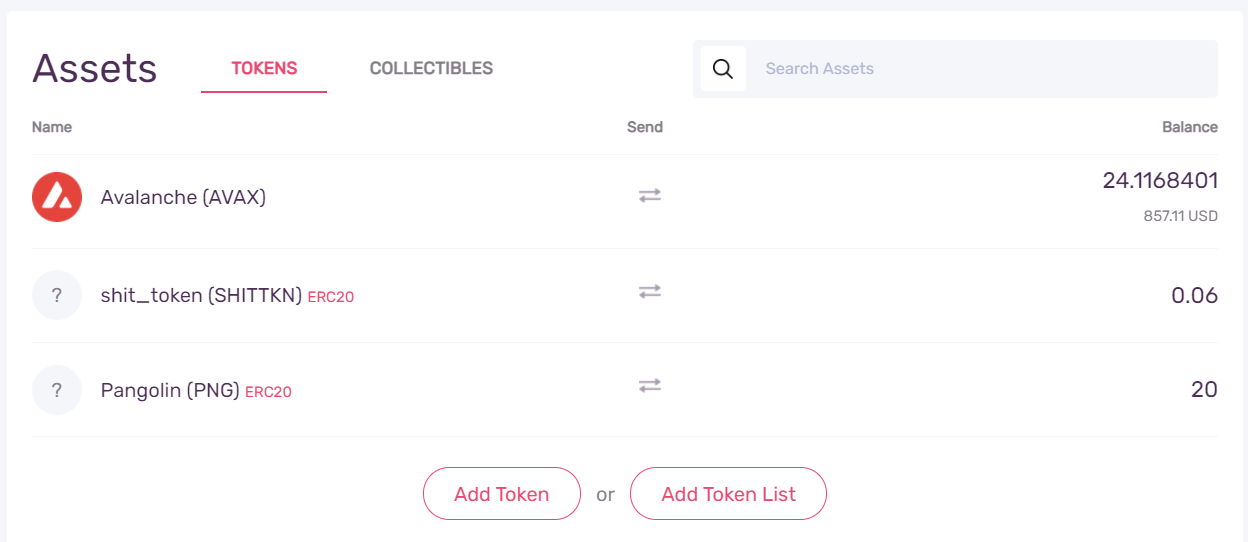 Assets TOKENS COLLECTIBLES Search Assets
Name Send Balance
Avalanche (AVAX) 24.1168401
857.11 USD
? shit_token (SHITTKN) ERC20 0.06
? Pangolin (PNG) ERC20 20
Add Token or Add Token List